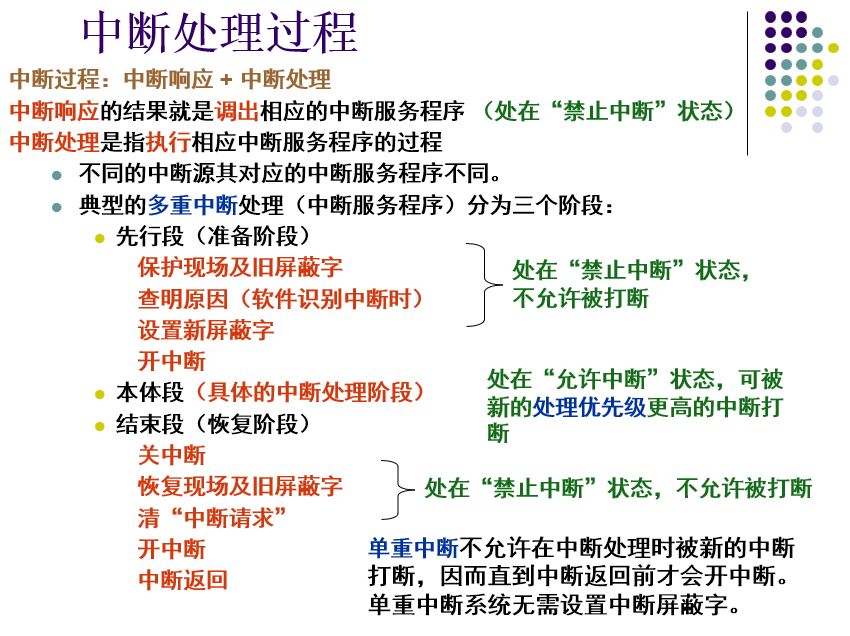 中断处理过程
中断过程：中断响应 + 中断处理
中断响应的结果就是调出相应的中断服务程序 （处在“禁止中断”状态）
中断处理是指执行相应中断服务程序的过程
不同的中断源其对应的中断服务程序不同。
典型的多重中断处理（中断服务程序）分为三个阶段：
先行段（准备阶段）
保护现场及旧屏蔽字
查明原因（软件识别中断时）
设置新屏蔽字
开中断
处在“禁止中断”状态，
不允许被打断
本体段（具体的中断处理阶段）
处在“允许中断”状态，可被
新的处理优先级更高的中断打
断
结束段（恢复阶段）
关中断
恢复现场及旧屏蔽字
清“中断请求”
开中断
中断返回
处在“禁止中断”状态，不允许被打断
单重中断不允许在中断处理时被新的中断
打断，因而直到中断返回前才会开中断。
单重中断系统无需设置中断屏蔽字。